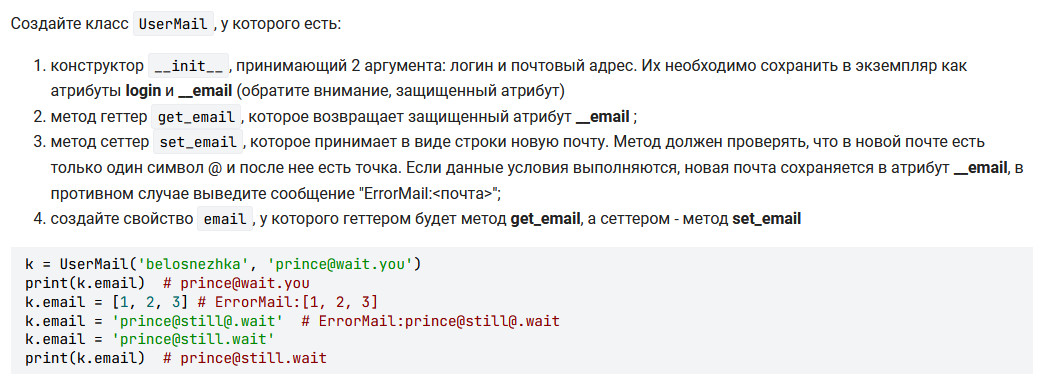 Создайте класс UserMail, у которого есть:
1. конструктор __init__, принимающий 2 аргумента: логин и почтовый адрес. Их необходимо сохранить в экземпляр как
атрибуты login и __email (обратите внимание, защищенный атрибут)
2. метод геттер get_email, которое возвращает защищенный атрибут __email ;
3. метод сеттер set_email, которое принимает в виде строки новую почту. Метод должен проверять, что в новой почте есть
только один символ @ и после нее есть точка. Если данные условия выполняются, новая почта сохраняется в атрибут __email, в
противном случае выведите сообщение "ErrorMail:<почта>";
4. создайте свойство email, у которого геттером будет метод get_email, а сеттером - метод set_email
k = UserMail('belosnezhka', 'prince@wait.you')
print(k.email)  # prince@wait.you
k.email = [1, 2, 3] # ErrorMail:[1, 2, 3]
k.email = 'prince@still@.wait'  # ErrorMail:prince@still@.wait
k.email = 'prince@still.wait'
print(k.email)  # prince@still.wait